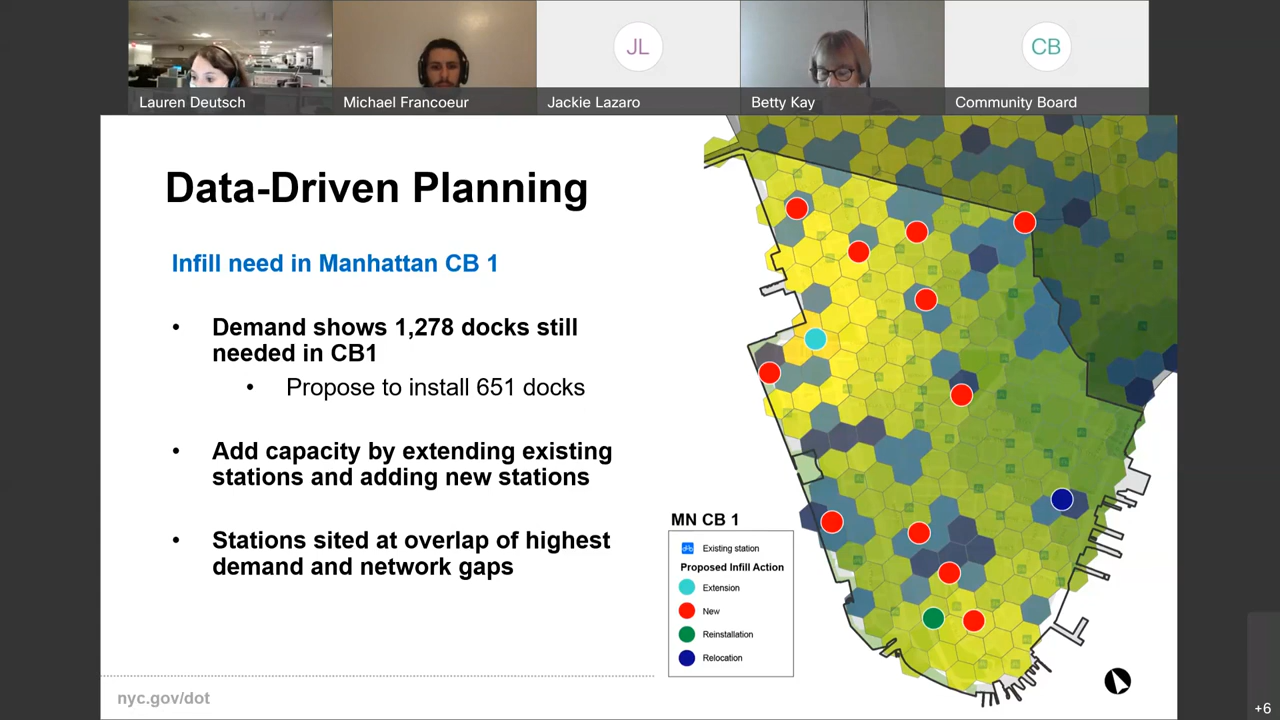 JL
CB
Lauren Deutsch
Michael Francoeur
Jackie Lazaro
Betty Kay
Community Board
Data-Driven Planning
Infill need in Manhattan CB 1
• Demand shows 1,278 docks still
needed in CB1
• Propose to install 651 docks
• Add capacity by extending existing
stations and adding new stations
• Stations sited at overlap of highest
demand and network gaps
MN CB 1
Existing station
Proposed Infill Action
Extension
New
Reinstallation
Relocation
nyc.gov/dot
+6